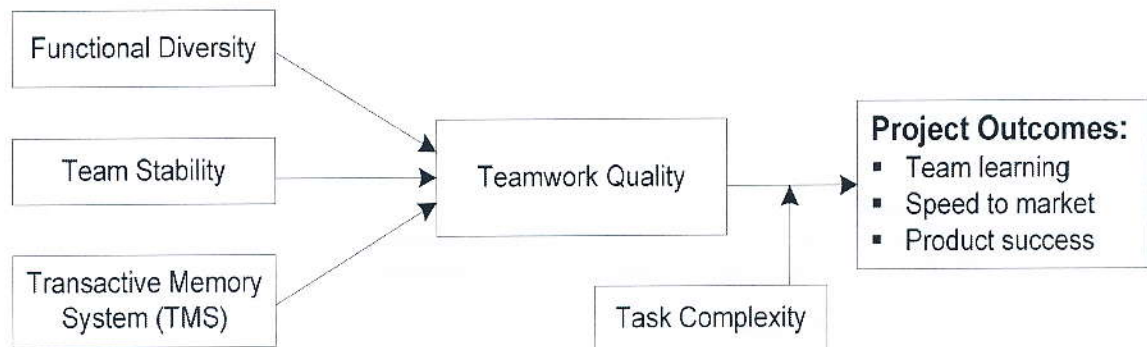 Functional Diversity
Team Stability
Transactive Memory
System (TMS)
Teamwork Quality
Task Complexity
Project Outcomes:
▪ Team learning
▪ Speed to market
▪ Product success